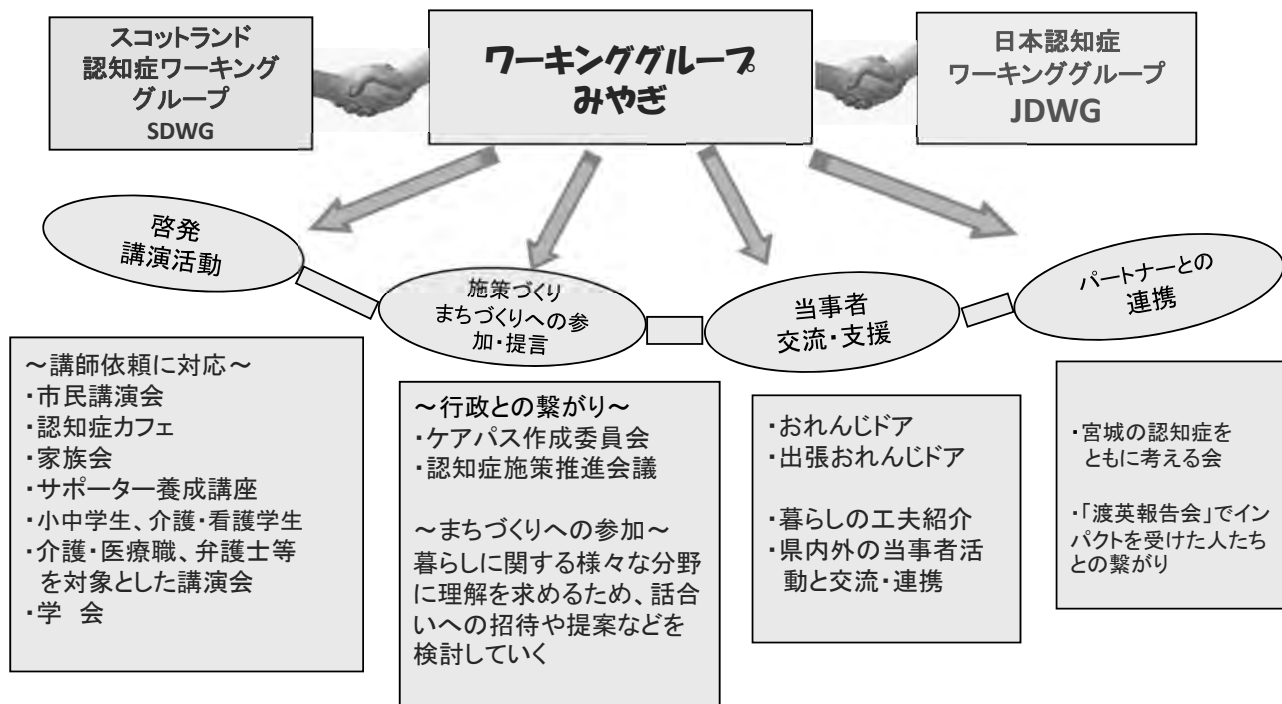 スコットランド
認知症ワーキング
グループ
SDWG
ワーキンググループ
みやぎ
日本認知症
ワーキンググループ
JDWG
啓発
講演活動
施策づくり
まちづくりへの参
加・提言
当事者
交流・支援
パートナーとの
連携
～講師依頼に対応～
・市民講演会
・認知症カフェ
・家族会
・サポーター養成講座
・小中学生、介護・看護学生
・介護・医療職、弁護士等
を対象とした講演会
・学　会
～行政との繋がり～
・ケアパス作成委員会
・認知症施策推進会議
～まちづくりへの参加～
暮らしに関する様々な分野
に理解を求めるため、話合
いへの招待や提案などを
検討していく
・おれんじドア
・出張おれんじドア
・暮らしの工夫紹介
・県内外の当事者活
動と交流・連携
・宮城の認知症を
ともに考える会
・「渡英報告会」でイン
パクトを受けた人たち
との繋がり